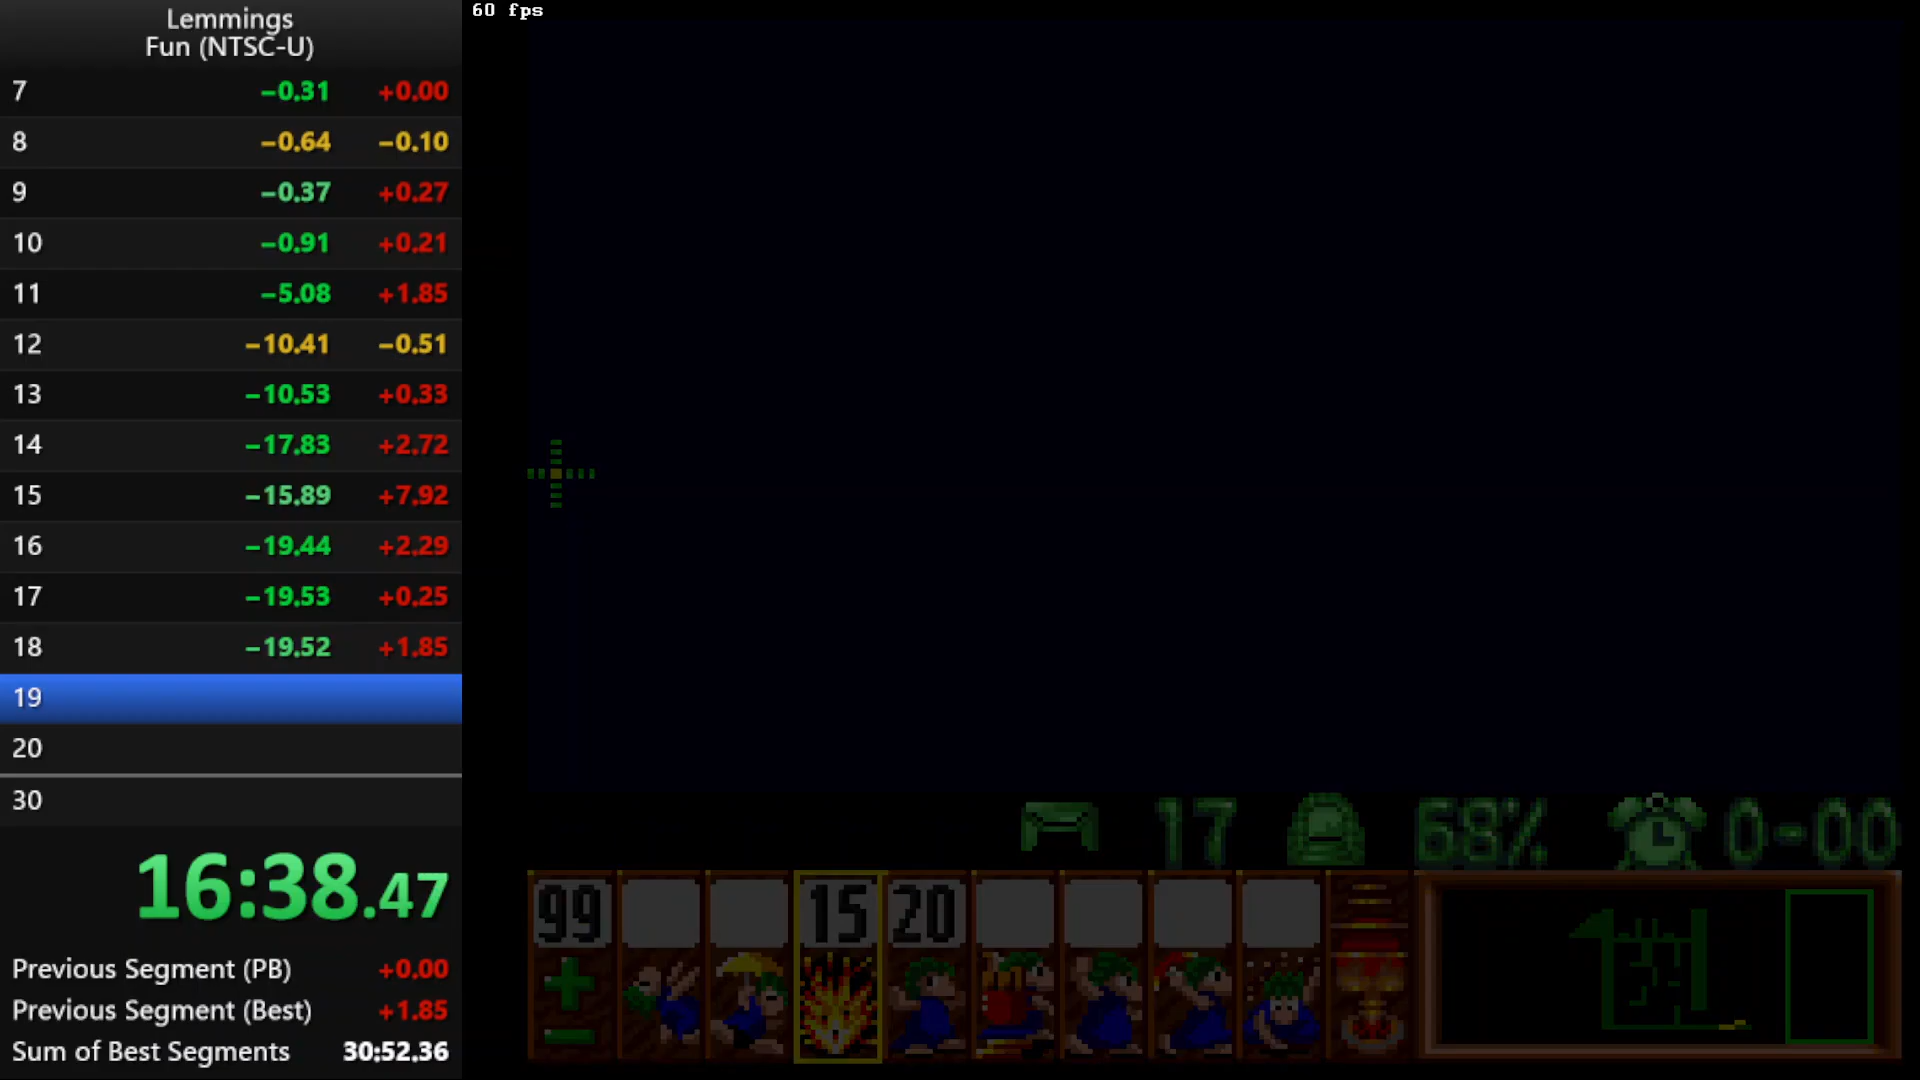 60 fps
Lemmings
Fun (NTSC-U)
7 −0.31 +0.00
8 −0.64 −0.10
9 −0.37 +0.27
10 −0.91 +0.21
11 −5.08 +1.85
12 −10.41 −0.51
13 −10.53 +0.33
14 −17.83 +2.72
15 −15.89 +7.92
16 −19.44 +2.29
17 −19.53 +0.25
18 −19.52 +1.85
19
20
30
16:38.47
Previous Segment (PB) +0.00
Previous Segment (Best) +1.85
Sum of Best Segments 30:52.36
17 68% 0-00
99 15 20